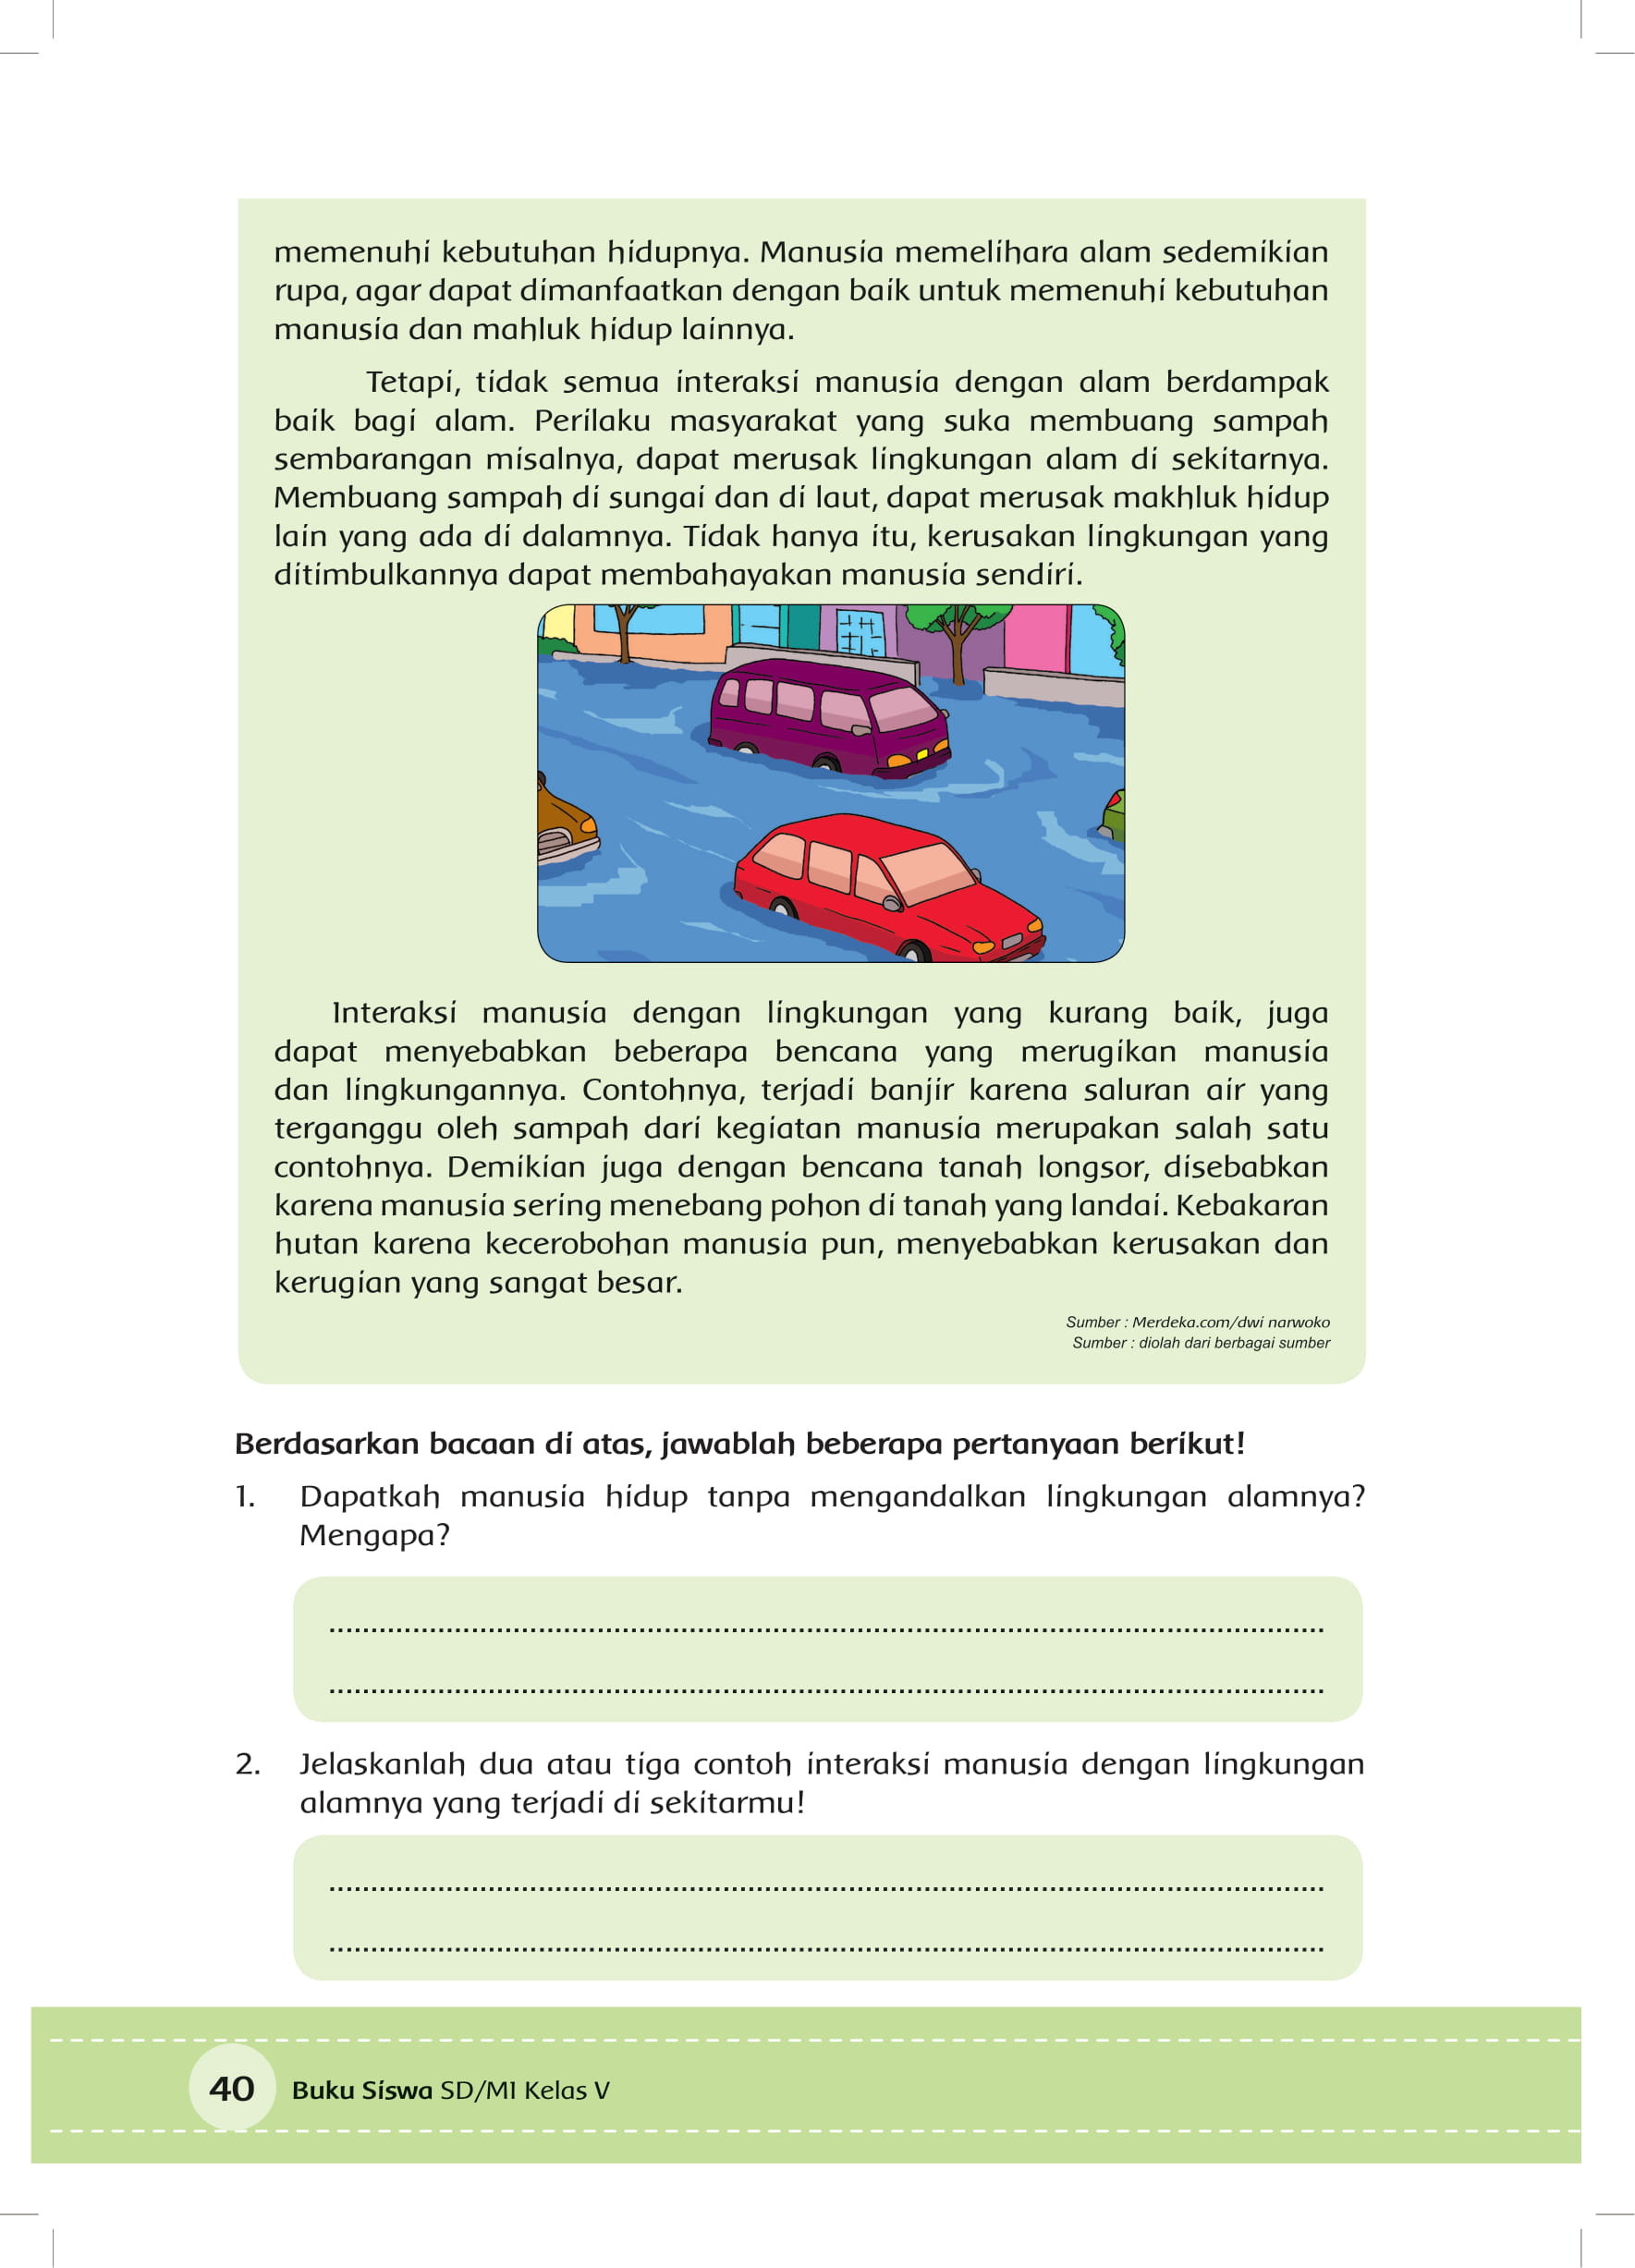 memenuhi kebutuhan hidupnya. Manusia memelihara alam sedemikian
rupa, agar dapat dimanfaatkan dengan baik untuk memenuhi kebutuhan
manusia dan mahluk hidup lainnya.
Tetapi, tidak semua interaksi manusia dengan alam berdampak
baik bagi alam. Perilaku masyarakat yang suka membuang sampah
sembarangan misalnya, dapat merusak lingkungan alam di sekitarnya.
Membuang sampah di sungai dan di laut, dapat merusak makhluk hidup
lain yang ada di dalamnya. Tidak hanya itu, kerusakan lingkungan yang
ditimbulkannya dapat membahayakan manusia sendiri.
Interaksi manusia dengan lingkungan yang kurang baik, juga
dapat menyebabkan beberapa bencana yang merugikan manusia
dan lingkungannya. Contohnya, terjadi banjir karena saluran air yang
terganggu oleh sampah dari kegiatan manusia merupakan salah satu
contohnya. Demikian juga dengan bencana tanah longsor, disebabkan
karena manusia sering menebang pohon di tanah yang landai. Kebakaran
hutan karena kecerobohan manusia pun, menyebabkan kerusakan dan
kerugian yang sangat besar.
Sumber : Merdeka.com/dwi narwoko
Sumber : diolah dari berbagai sumber
Berdasarkan bacaan di atas, jawablah beberapa pertanyaan berikut!
1. Dapatkah manusia hidup tanpa mengandalkan lingkungan alamnya?
Mengapa?
2. Jelaskanlah dua atau tiga contoh interaksi manusia dengan lingkungan
alamnya yang terjadi di sekitarmu!
40 Buku Siswa SD/MI Kelas V